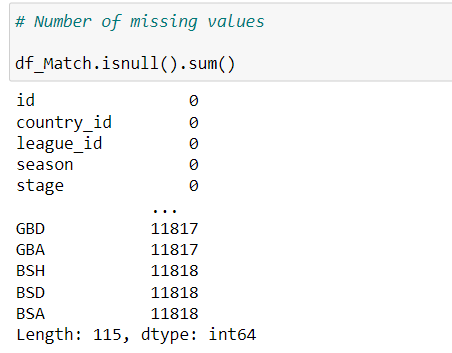 # Number of missing values
df_Match.isnull().sum()
id 0
country_id 0
league_id 0
season 0
stage 0
...
GBD 11817
GBA 11817
BSH 11818
BSD 11818
BSA 11818
Length: 115, dtype: int64